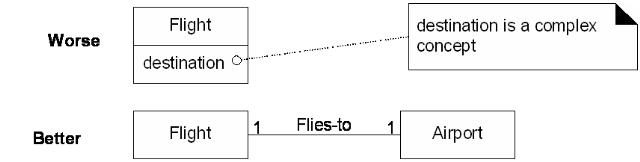 Flight
Worse
destination
destination is a complex
concept
Better
Flight
1
Flies-to
1
Airport